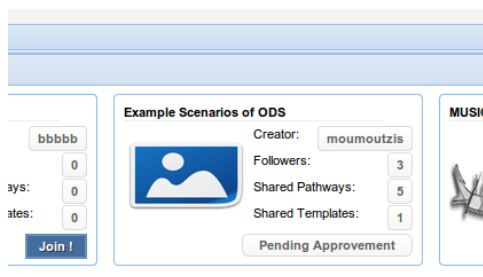 bbbbb
0
ays: 0
ates: 0
Join !
Example Scenarios of ODS
Creator: moumoutzis
Followers: 3
Shared Pathways: 5
Shared Templates: 1
Pending Approvement
MUSIC